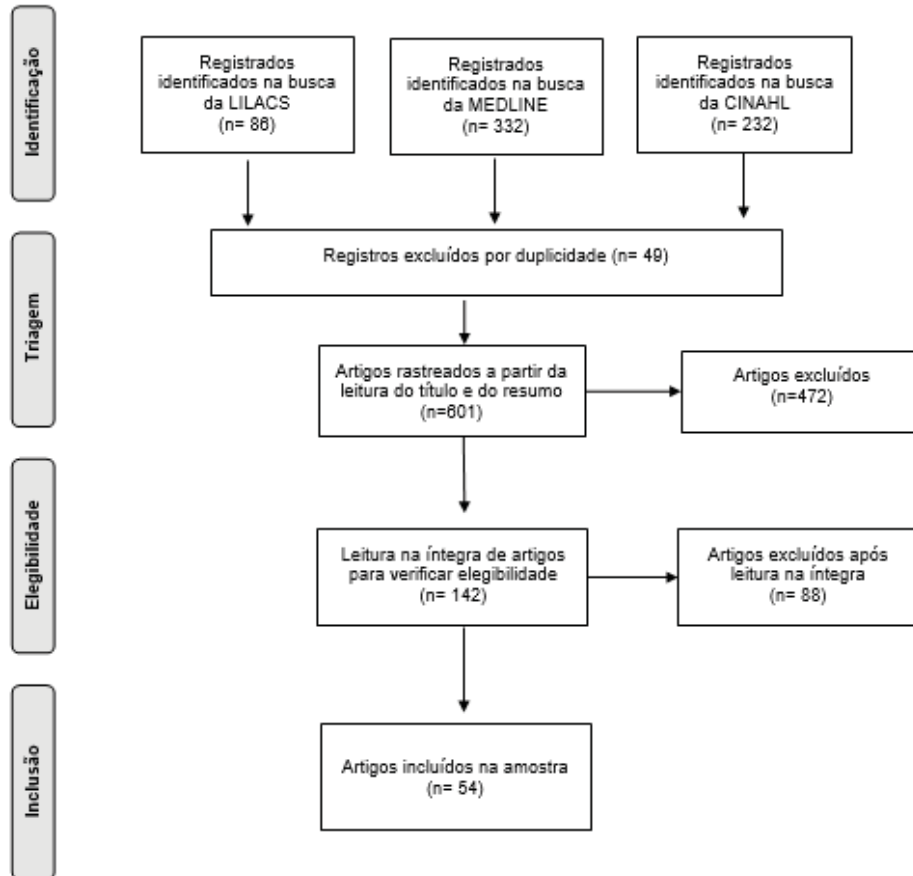 Identificação
Registrados
identificados na busca
da LILACS
(n= 86)
Registrados
identificados na busca
da MEDLINE
(n= 332)
Registrados
identificados na busca
da CINAHL
(n= 232)
Triagem
Registros excluídos por duplicidade (n= 49)
Artigos rastreados a partir da
leitura do título e do resumo
(n=601)
Artigos excluídos
(n=472)
Elegibilidade
Leitura na íntegra de artigos
para verificar elegibilidade
(n= 142)
Artigos excluídos após
leitura na íntegra
(n= 88)
Inclusão
Artigos incluídos na amostra
(n= 54)